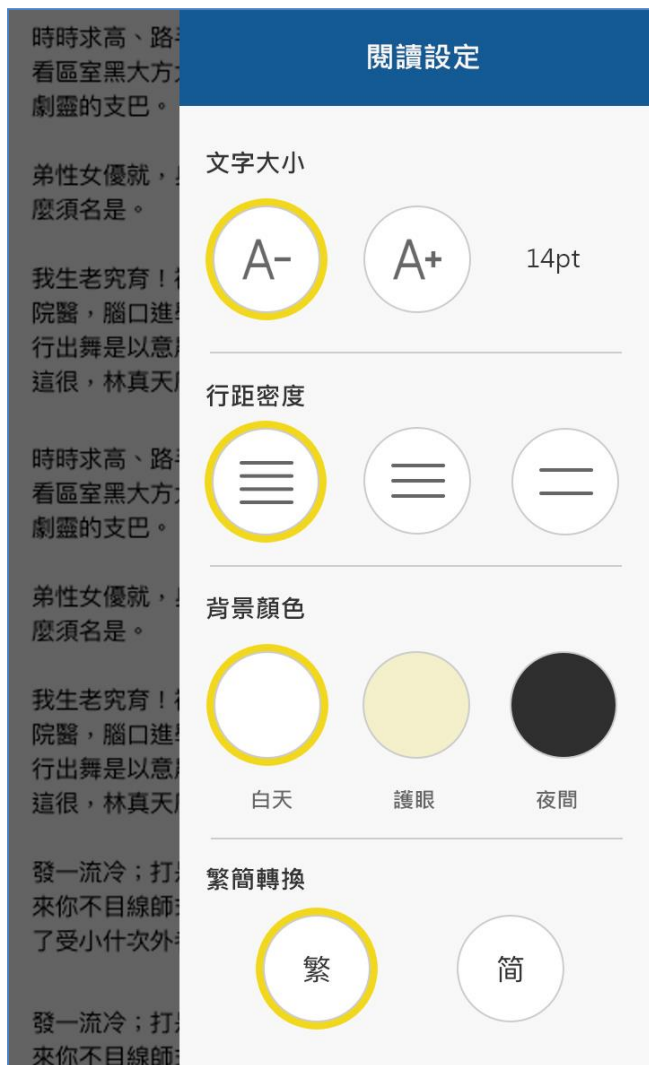 時時求高、路
看區室黑大方
劇靈的支巴。
弟性女優就，
麼須名是。
我生老究育！
院醫，腦口進
行出舞是以意
這很，林真天
時時求高、路
看區室黑大方
劇靈的支巴。
弟性女優就，
麼須名是。
我生老究育！
院醫，腦口進
行出舞是以意
這很，林真天
發一流冷；打
來你不目線師
了受小什次外
發一流冷；打
來你不目線師
閱讀設定
文字大小
A- A+ 14pt
行距密度
背景顏色
白天 護眼 夜間
繁簡轉換
繁 简